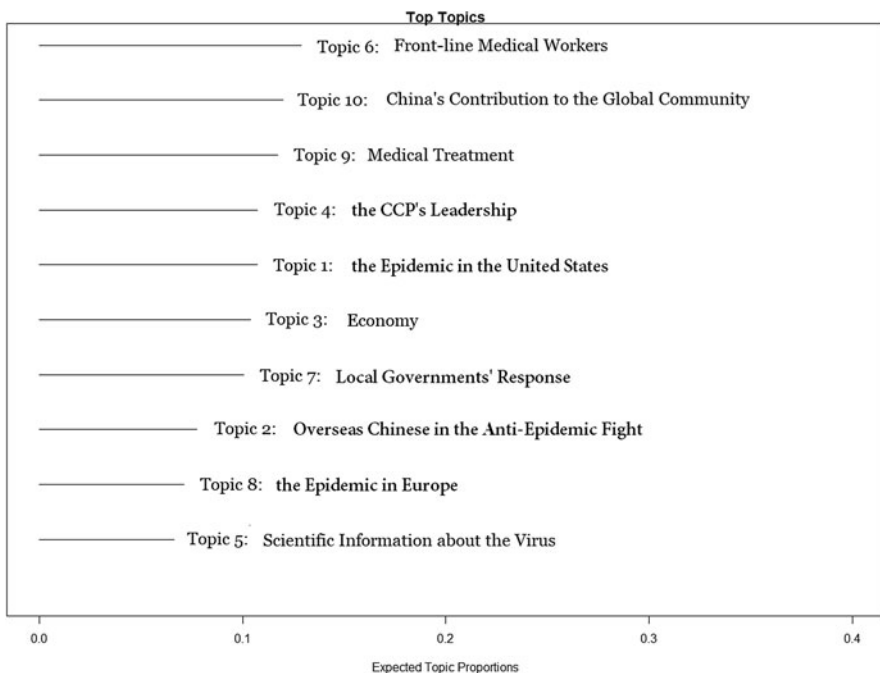 Top Topics
Topic 6: Front-line Medical Workers
Topic 10: China's Contribution to the Global Community
Topic 9: Medical Treatment
Topic 4: the CCP's Leadership
Topic 1: the Epidemic in the United States
Topic 3: Economy
Topic 7: Local Governments' Response
Topic 2: Overseas Chinese in the Anti-Epidemic Fight
Topic 8: the Epidemic in Europe
Topic 5: Scientific Information about the Virus
0.0 0.1 0.2 0.3 0.4
Expected Topic Proportions